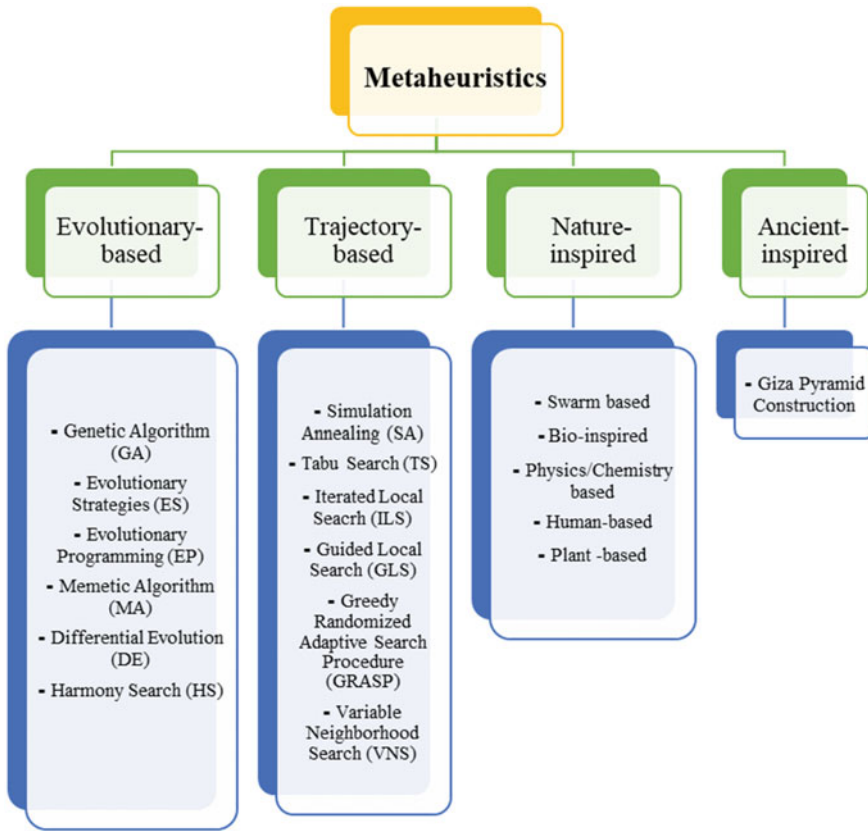 Metaheuristics
Evolutionary-
based
Trajectory-
based
Nature-
inspired
Ancient-
inspired
- Genetic Algorithm
(GA)
- Evolutionary
Strategies (ES)
- Evolutionary
Programming (EP)
- Memetic Algorithm
(MA)
- Differential Evolution
(DE)
- Harmony Search (HS)
- Simulation
Annealing (SA)
- Tabu Search (TS)
- Iterated Local
Seacrh (ILS)
- Guided Local
Search (GLS)
- Greedy
Randomized
Adaptive Search
Procedure
(GRASP)
- Variable
Neighborhood
Search (VNS)
- Swarm based
- Bio-inspired
- Physics/Chemistry
based
- Human-based
- Plant -based
- Giza Pyramid
Construction